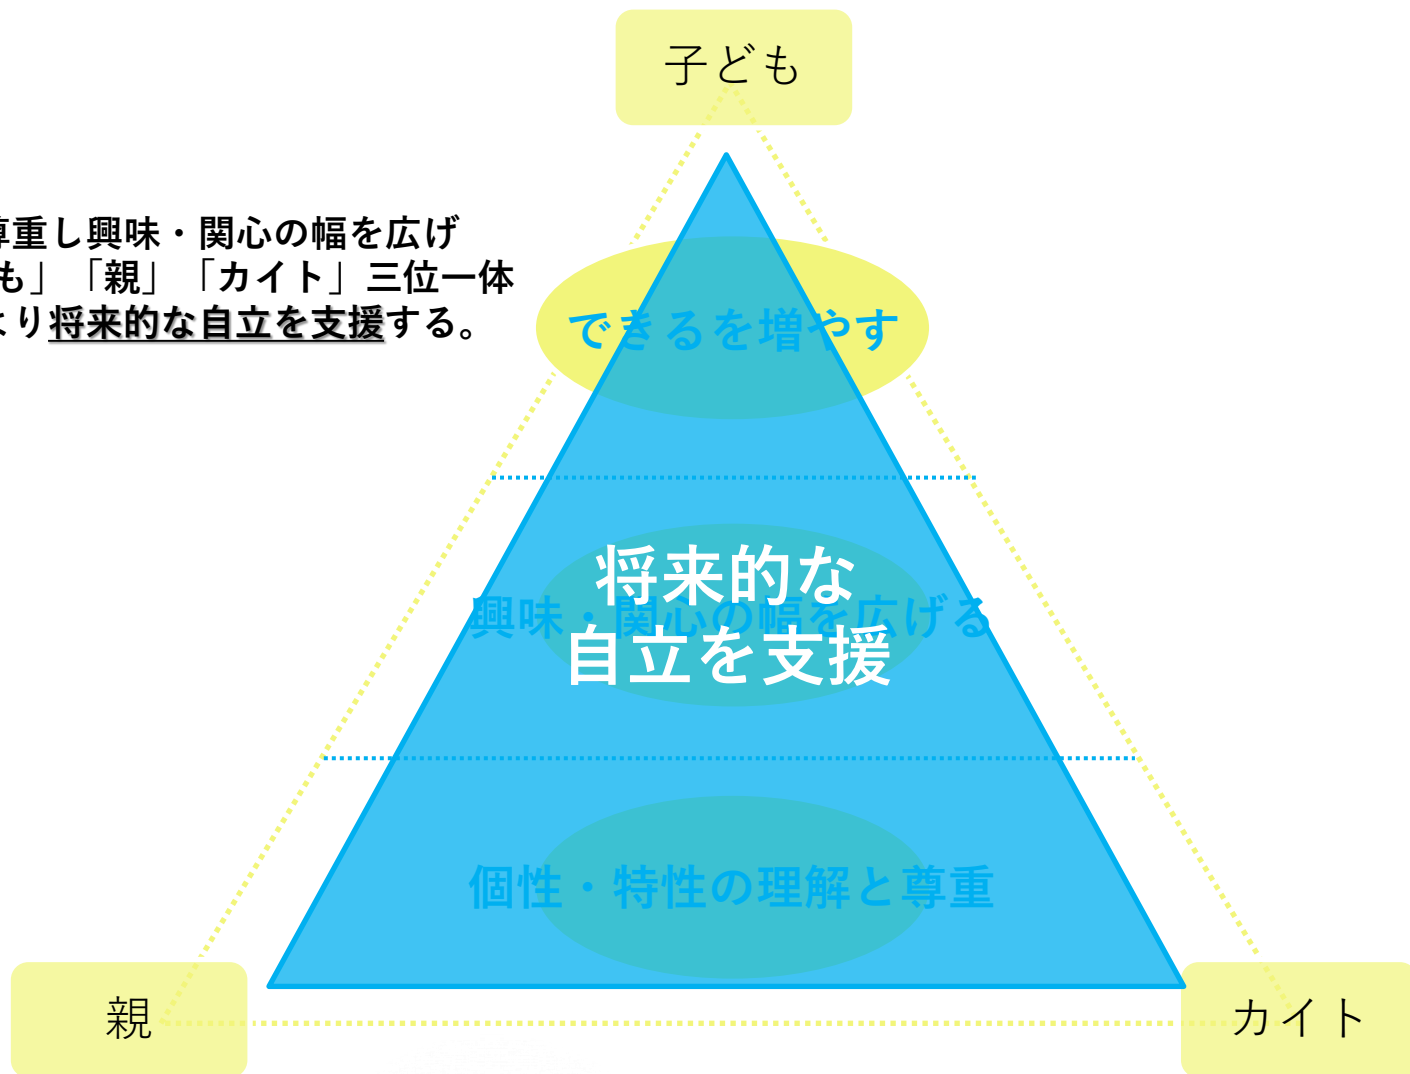 子ども
尊重し興味・関心の幅を広げ
も」「親」「カイト」三位一体
より将来的な自立を支援する。
できるを増やす
将来的な
興味・関心の幅を広げる
自立を支援
個性・特性の理解と尊重
親
カイト